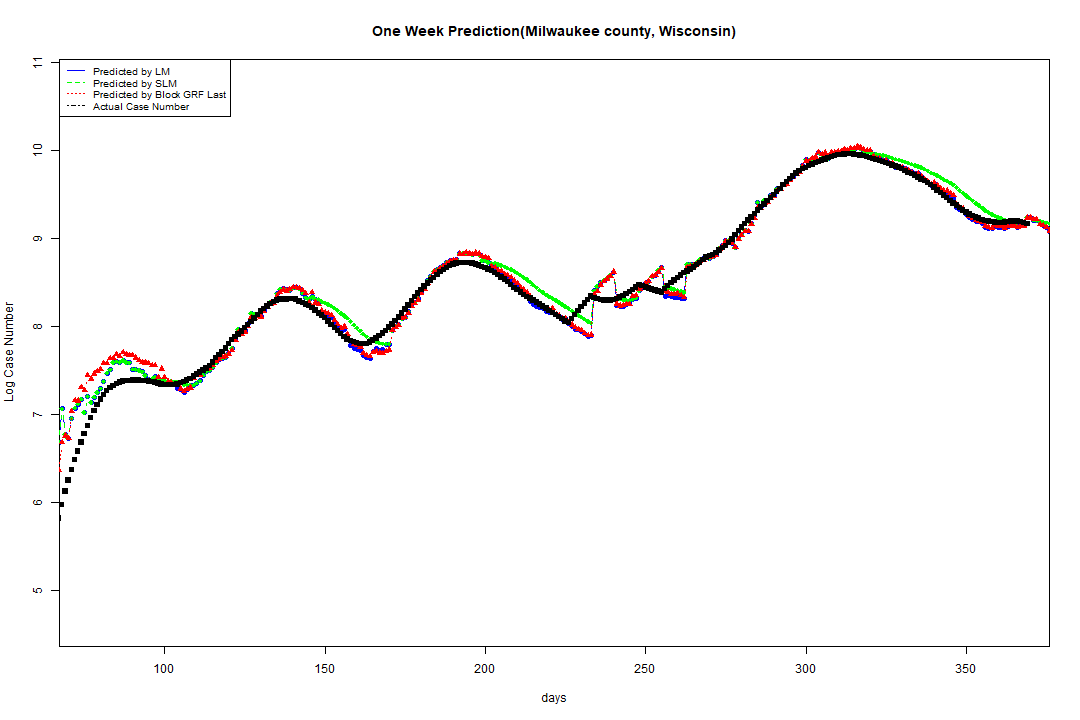 One Week Prediction(Milwaukee county, Wisconsin)
Predicted by LM
Predicted by SLM
Predicted by Block GRF Last
Actual Case Number
11
10
9
8
7
6
5
Log Case Number
100 150 200 250 300 350
days